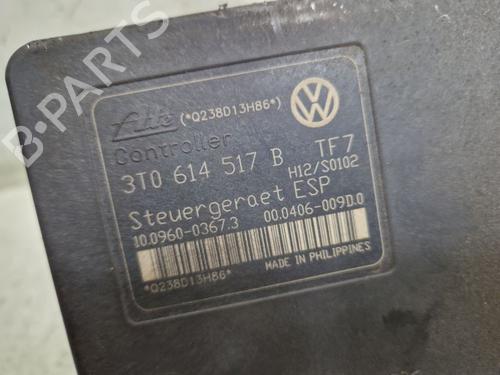 B-PARTS
Ate (*Q238D13H86*)
Controller
3T0 614 517 B TF7
H12/S0102
Steuergeraet ESP
10.0960-0367.3 00.0406-009D.0
*Q238D13H86* MADE IN PHILIPPINES